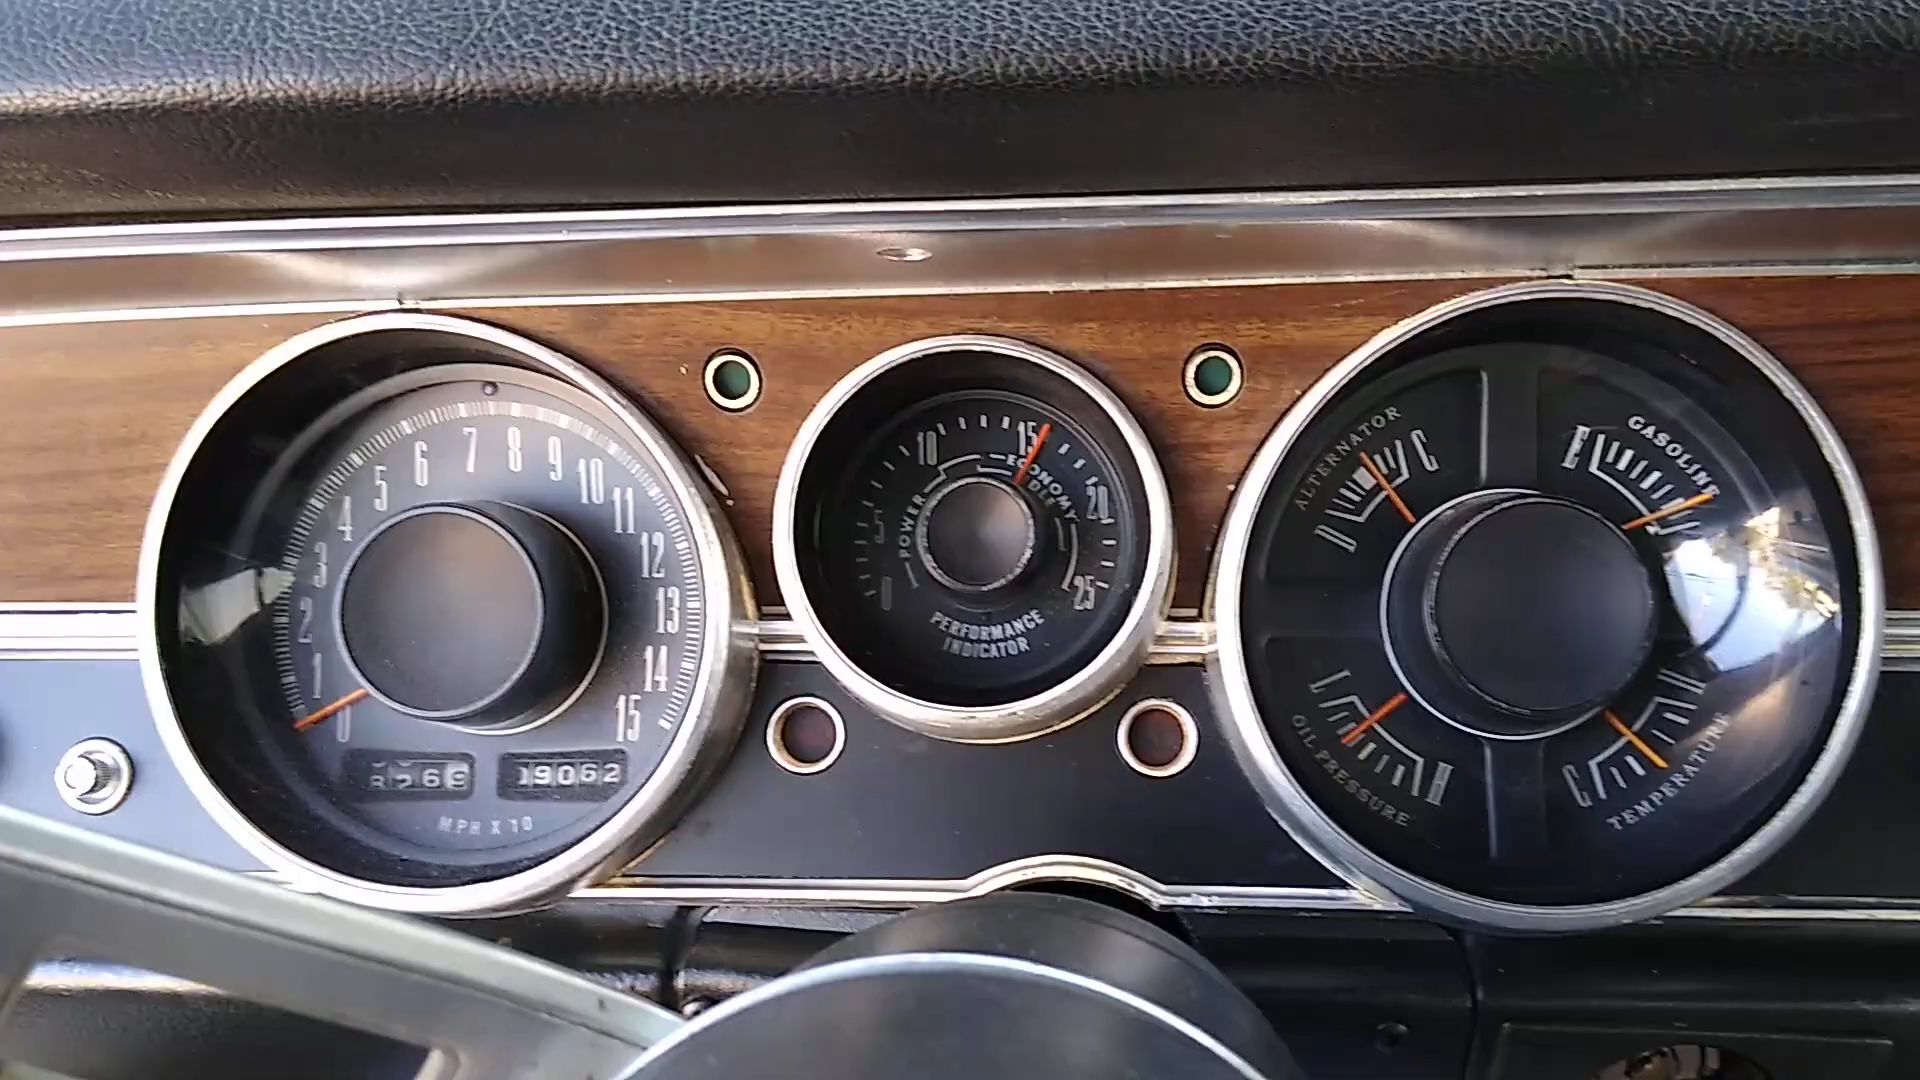 0 1 2 3 4 5 6 7 8 9 10 11 12 13 14 15
19062
MPH X 10
0 5 10 15 20 25
POWER ECONOMY
IDLE
PERFORMANCE
INDICATOR
ALTERNATOR
D C
GASOLINE
E
L H
OIL PRESSURE
C H
TEMPERATURE